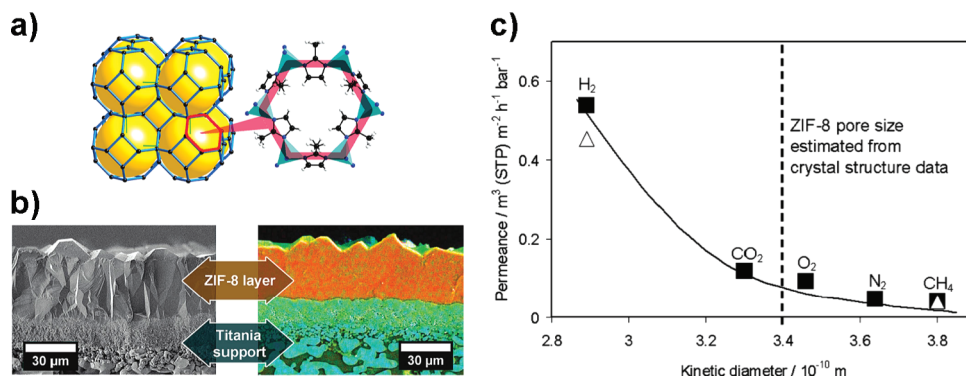 a)
b)
ZIF-8 layer
Titania
support
30 µm
30 µm
c)
Permeance / m³ (STP) m⁻² h⁻¹ bar⁻¹
0.6
0.4
0.2
0
H₂
CO₂
O₂
N₂
CH₄
ZIF-8 pore size
estimated from
crystal structure data
2.8 3 3.2 3.4 3.6 3.8
Kinetic diameter / 10⁻¹⁰ m